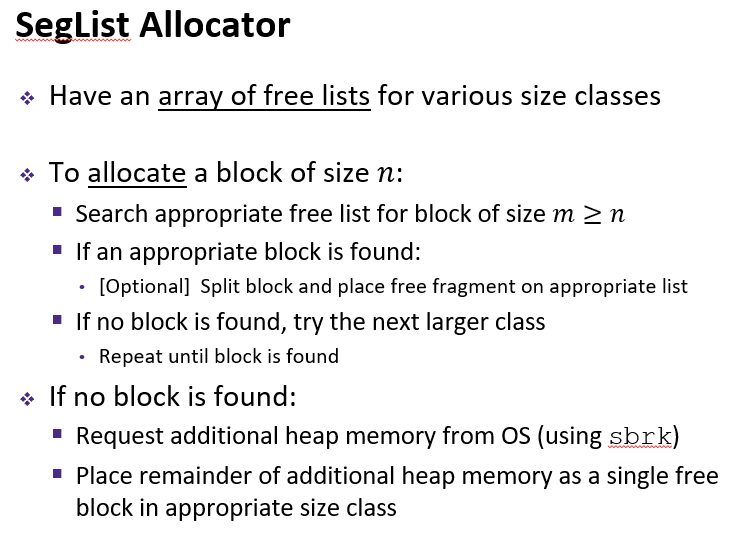 SegList Allocator
❖ Have an array of free lists for various size classes
❖ To allocate a block of size n:
▪ Search appropriate free list for block of size m ≥ n
▪ If an appropriate block is found:
• [Optional] Split block and place free fragment on appropriate list
▪ If no block is found, try the next larger class
• Repeat until block is found
❖ If no block is found:
▪ Request additional heap memory from OS (using sbrk)
▪ Place remainder of additional heap memory as a single free
block in appropriate size class